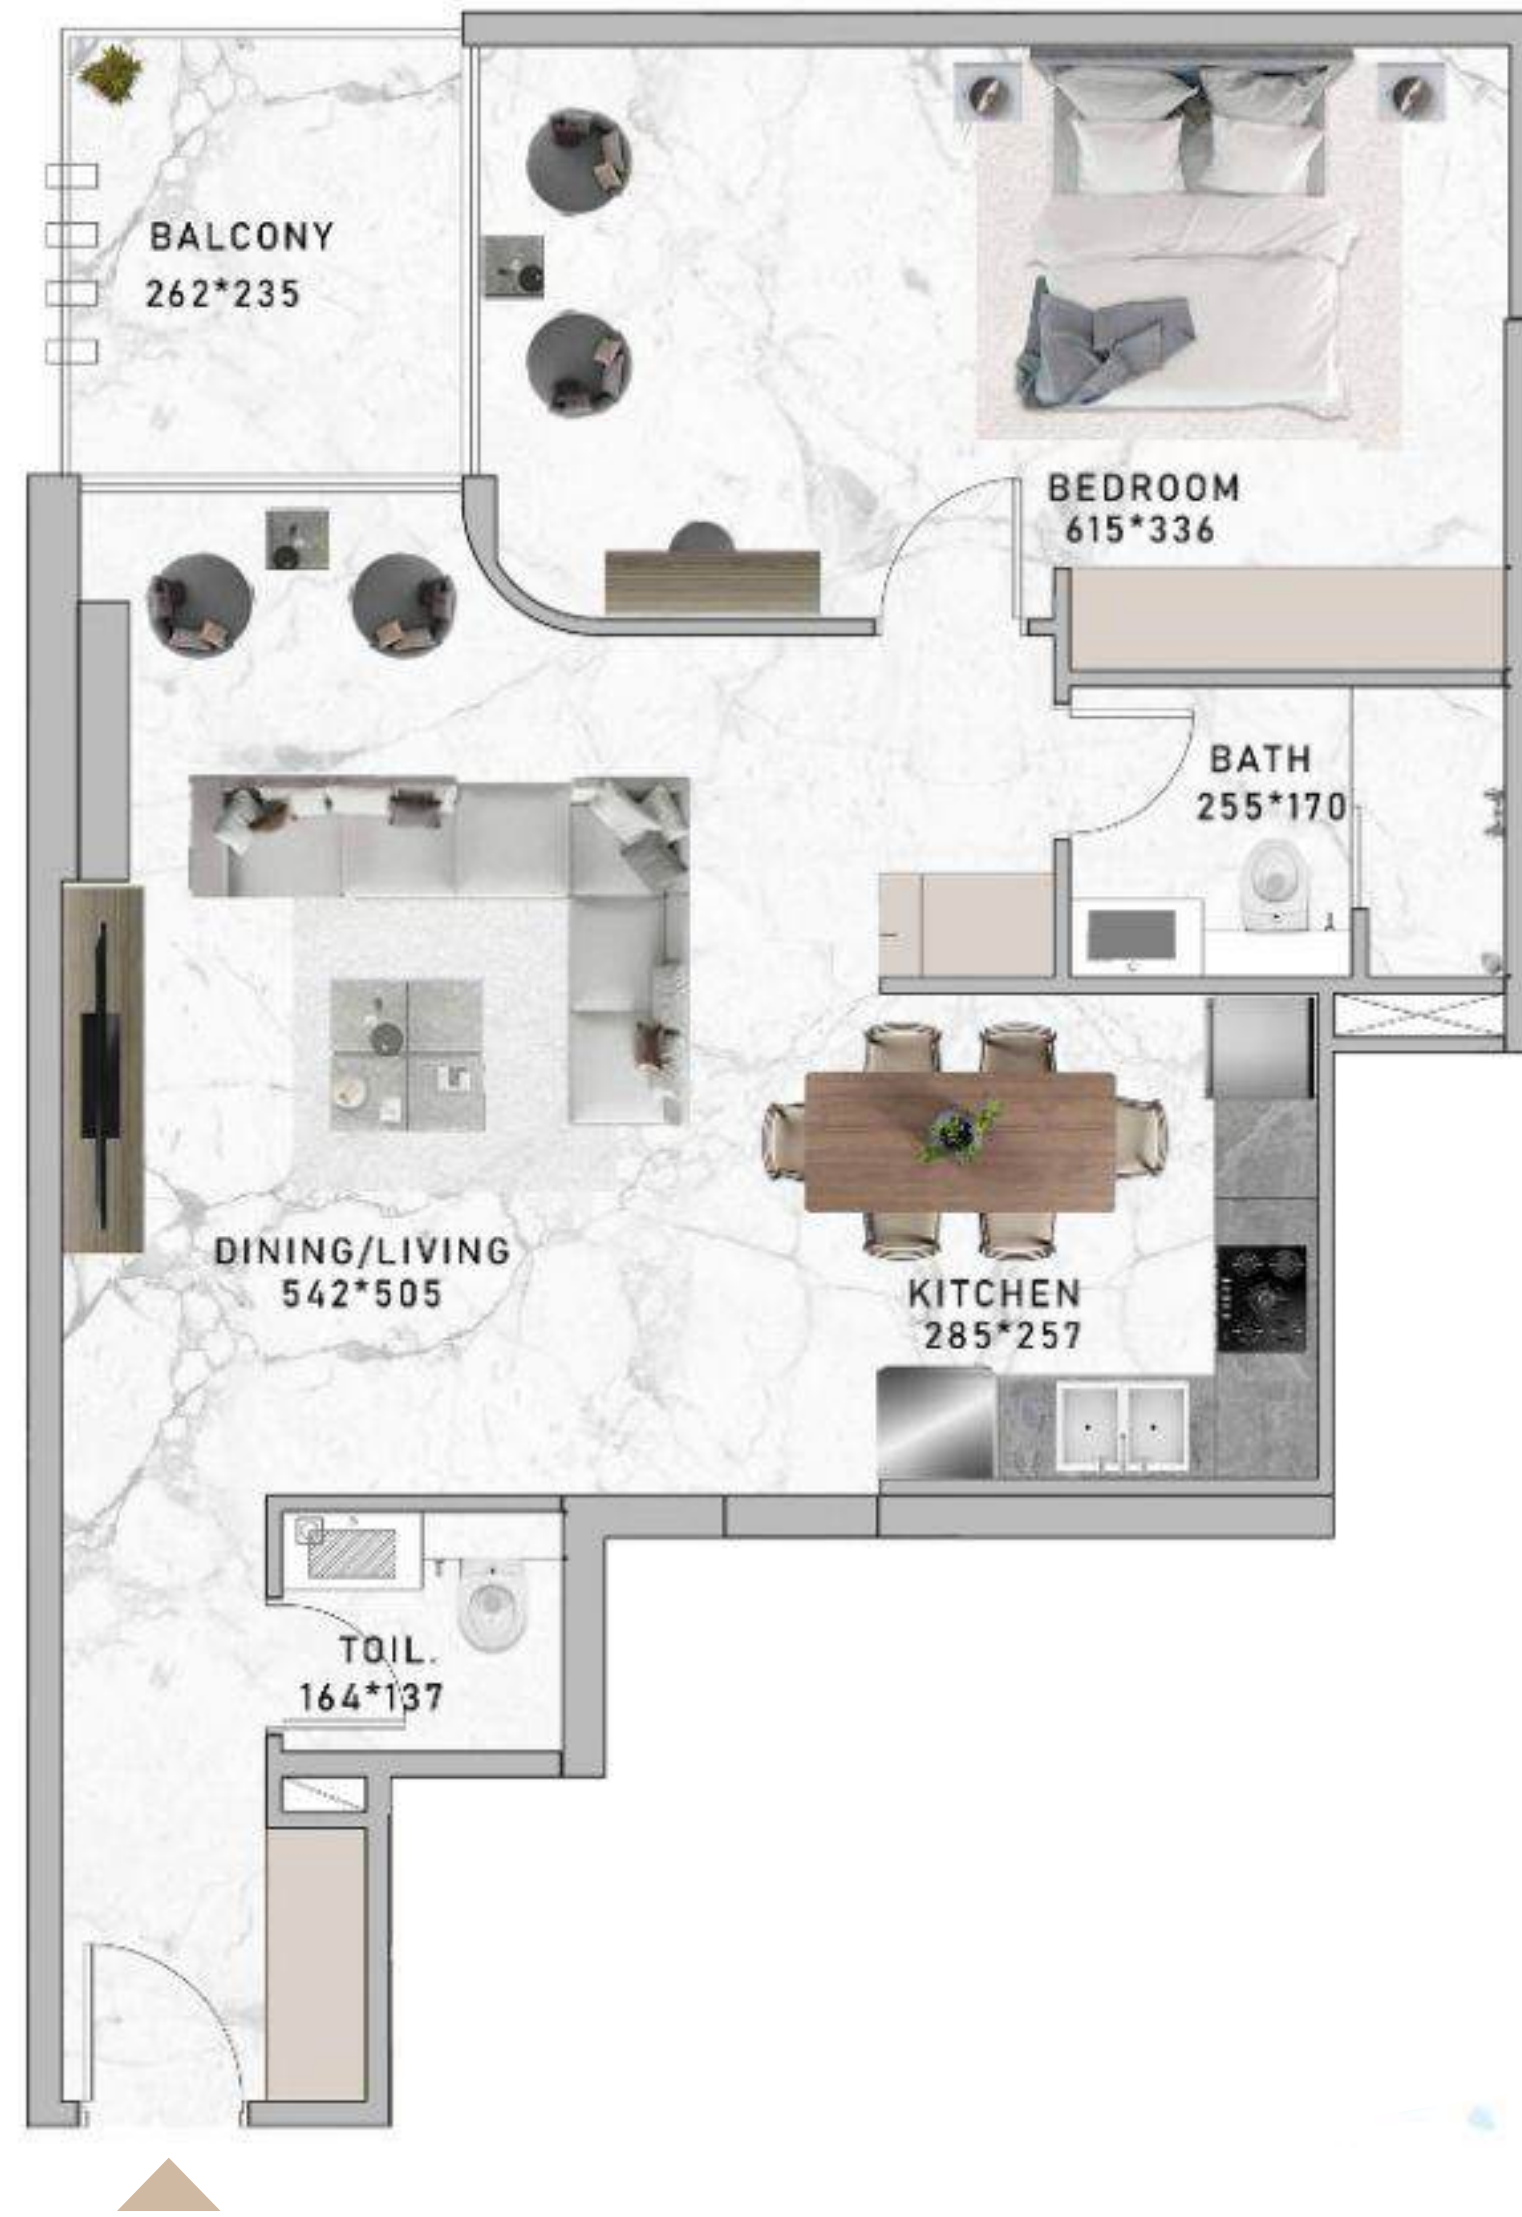 BALCONY
262*235
BEDROOM
615*336
BATH
255*170
DINING/LIVING
542*505
KITCHEN
285*257
TOIL.
164*137